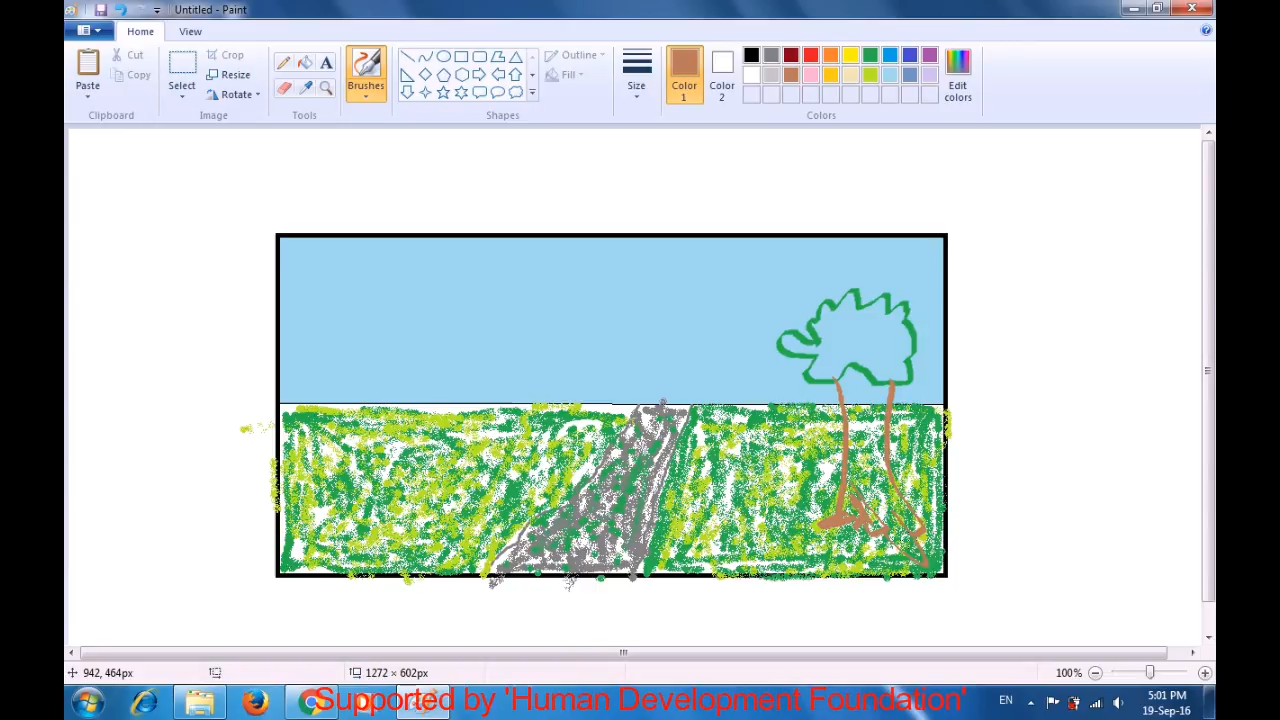 Untitled - Paint
Home View
Paste
Cut
Copy
Clipboard
Select
Crop
Resize
Rotate
Image
A
Tools
Brushes
Outline
Fill
Shapes
Size
Color 1
Color 2
Edit colors
Colors
942, 464px
1272 × 602px
100%
EN
5:01 PM
19-Sep-16
Supported by 'Human Development Foundation'